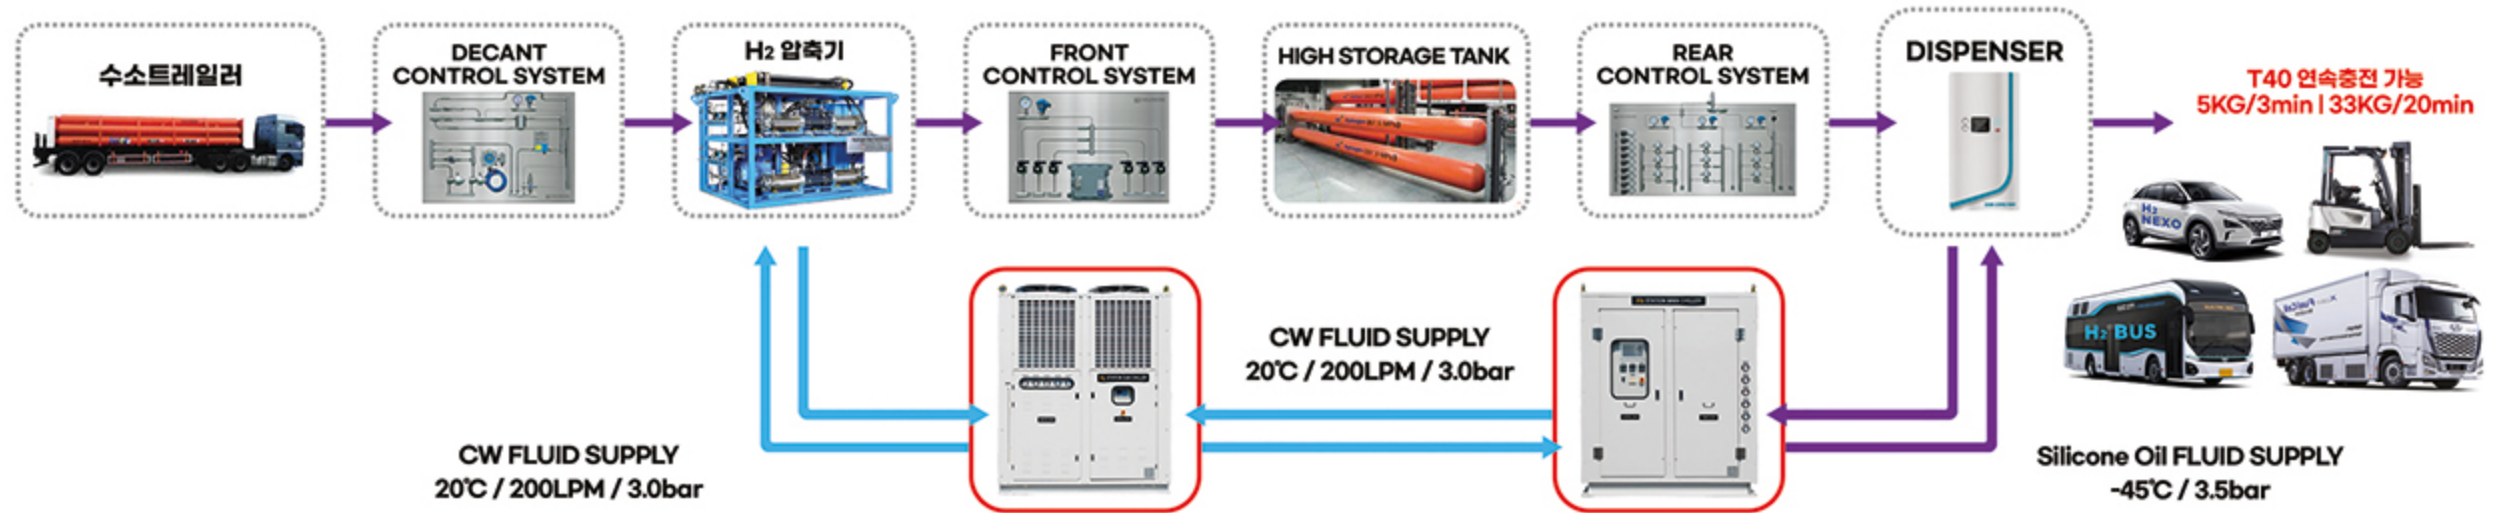 수소트레일러
DECANT
CONTROL SYSTEM
H₂ 압축기
FRONT
CONTROL SYSTEM
HIGH STORAGE TANK
REAR
CONTROL SYSTEM
DISPENSER
T40 연속충전 가능
5KG/3min | 33KG/20min
H₂
NEXO
H₂ BUS
CW FLUID SUPPLY
20℃ / 200LPM / 3.0bar
CW FLUID SUPPLY
20℃ / 200LPM / 3.0bar
Silicone Oil FLUID SUPPLY
-45℃ / 3.5bar